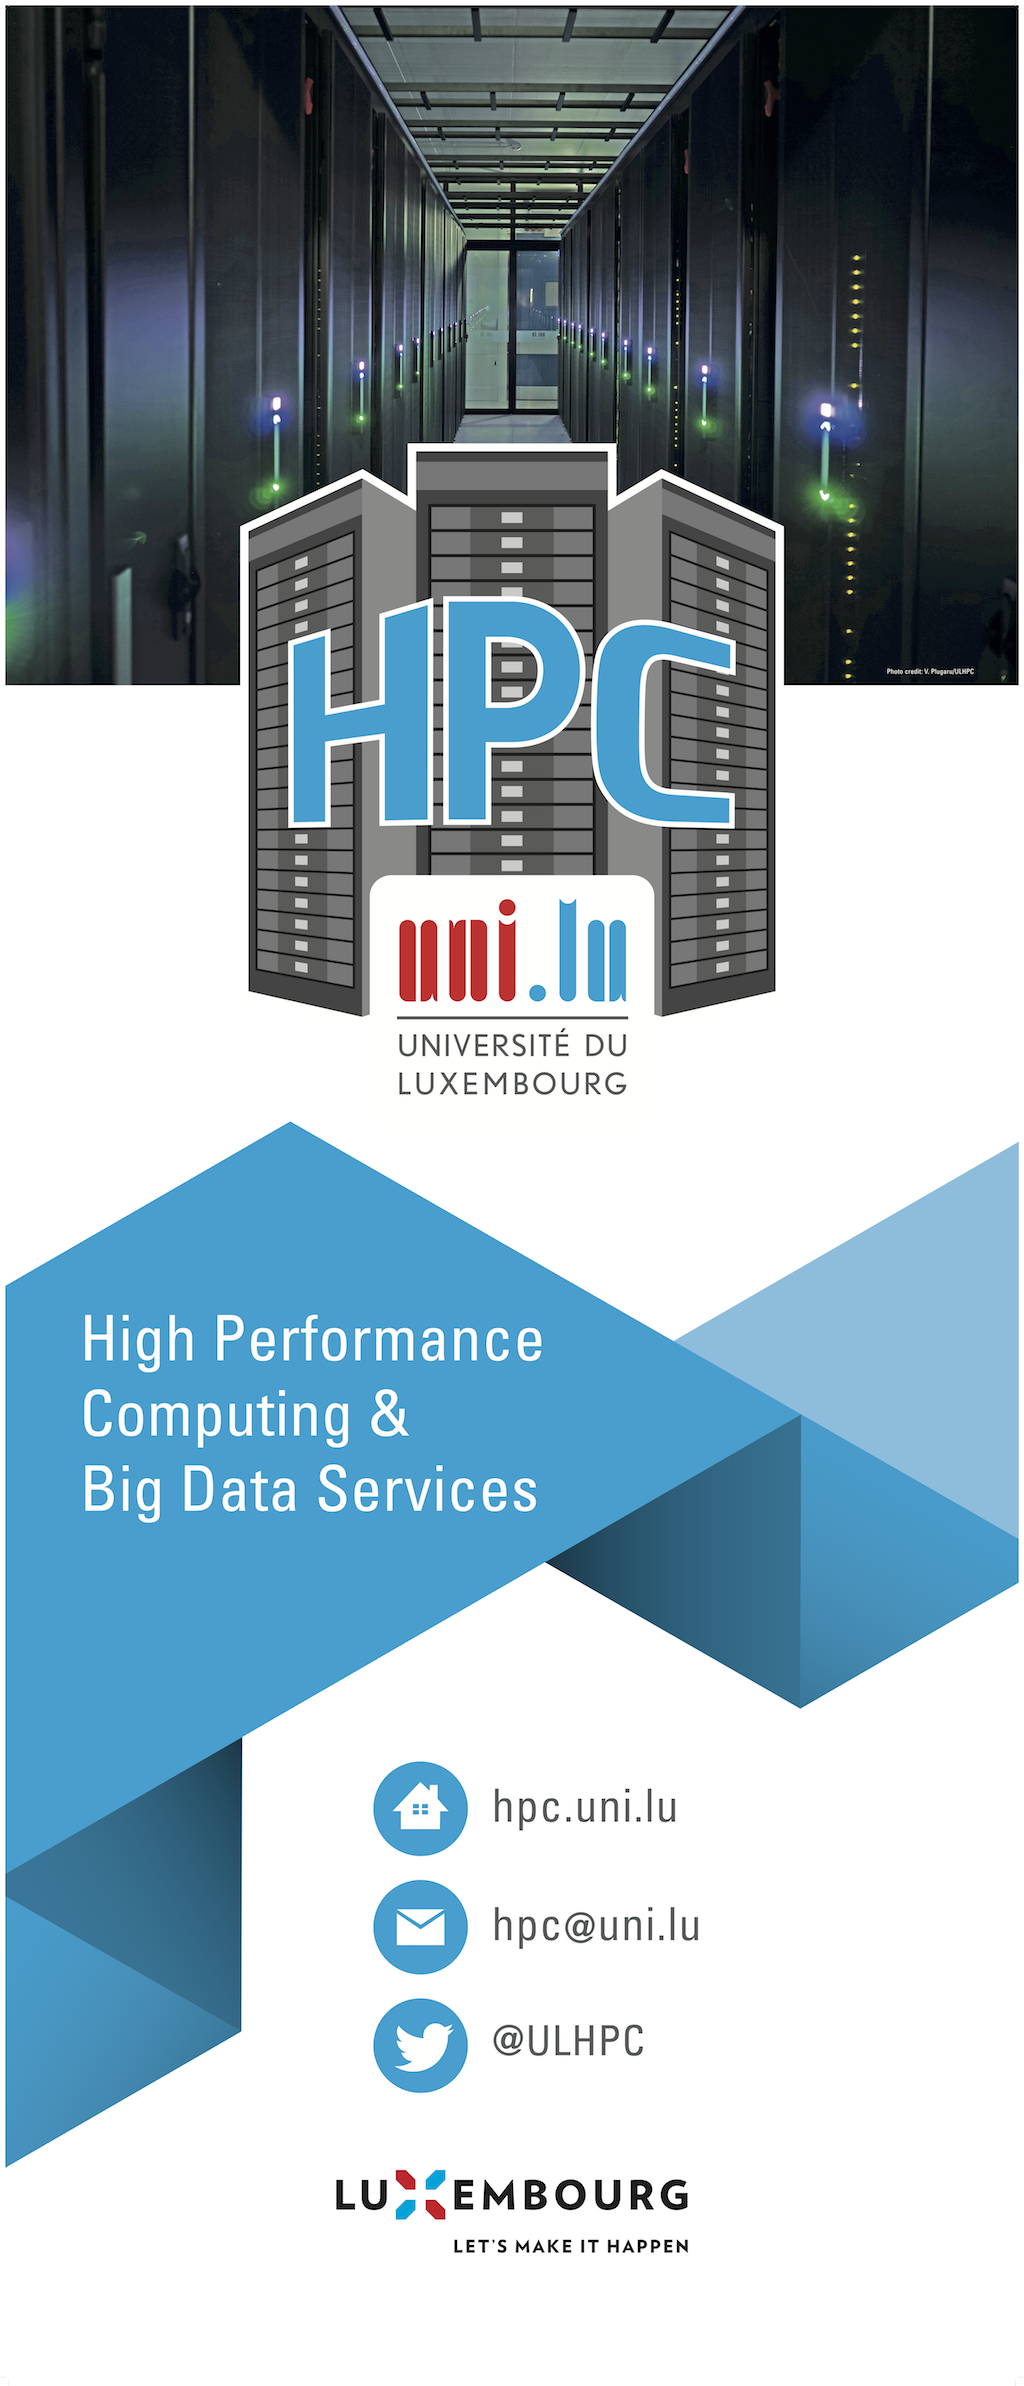 Photo credit: V. Plugaru/ULHPC
HPC
uni.lu
UNIVERSITÉ DU
LUXEMBOURG
High Performance
Computing &
Big Data Services
hpc.uni.lu
hpc@uni.lu
@ULHPC
LUXEMBOURG
LET'S MAKE IT HAPPEN